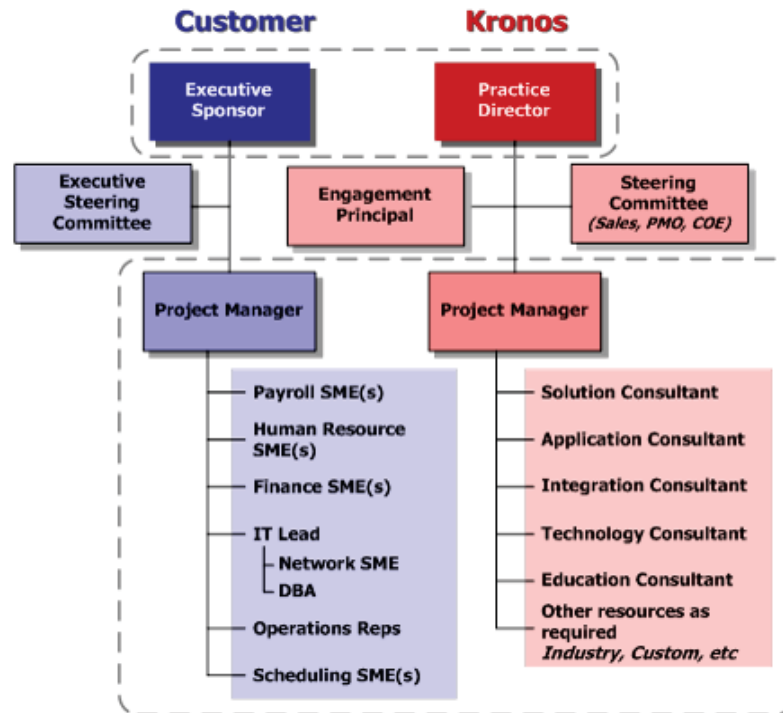 Customer
Kronos
Executive
Sponsor
Practice
Director
Executive
Steering
Committee
Engagement
Principal
Steering
Committee
(Sales, PMO, COE)
Project Manager
Project Manager
Payroll SME(s)
Human Resource
SME(s)
Finance SME(s)
IT Lead
Network SME
DBA
Operations Reps
Scheduling SME(s)
Solution Consultant
Application Consultant
Integration Consultant
Technology Consultant
Education Consultant
Other resources as
required
Industry, Custom, etc